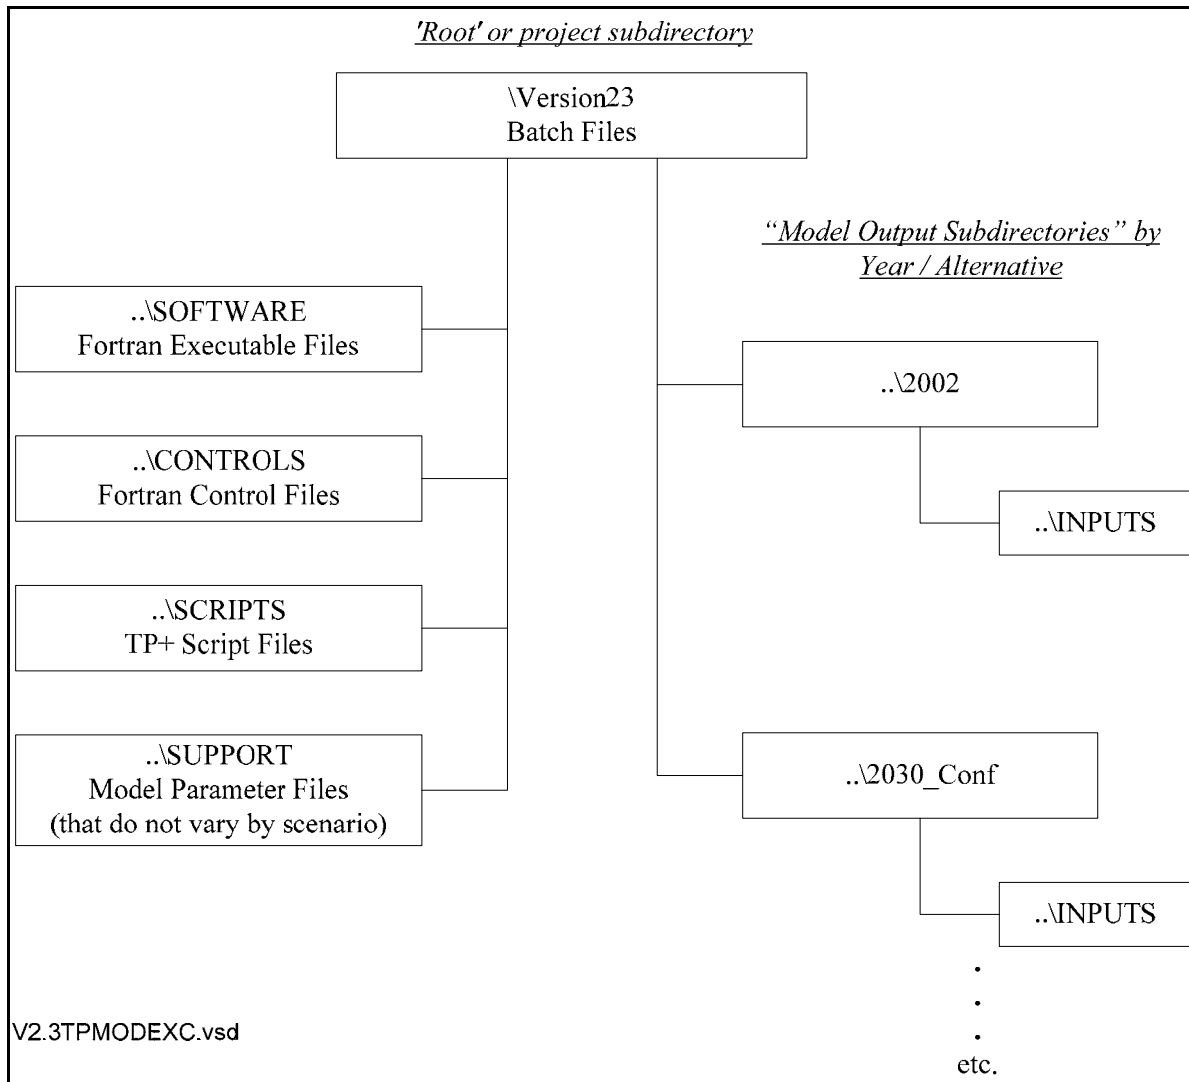 'Root' or project subdirectory
\Version23
Batch Files
“Model Output Subdirectories” by
Year / Alternative
..\SOFTWARE
Fortran Executable Files
..\CONTROLS
Fortran Control Files
..\SCRIPTS
TP+ Script Files
..\SUPPORT
Model Parameter Files
(that do not vary by scenario)
..\2002
..\INPUTS
..\2030_Conf
..\INPUTS
.
.
.
etc.
V2.3TPMODEXC.vsd